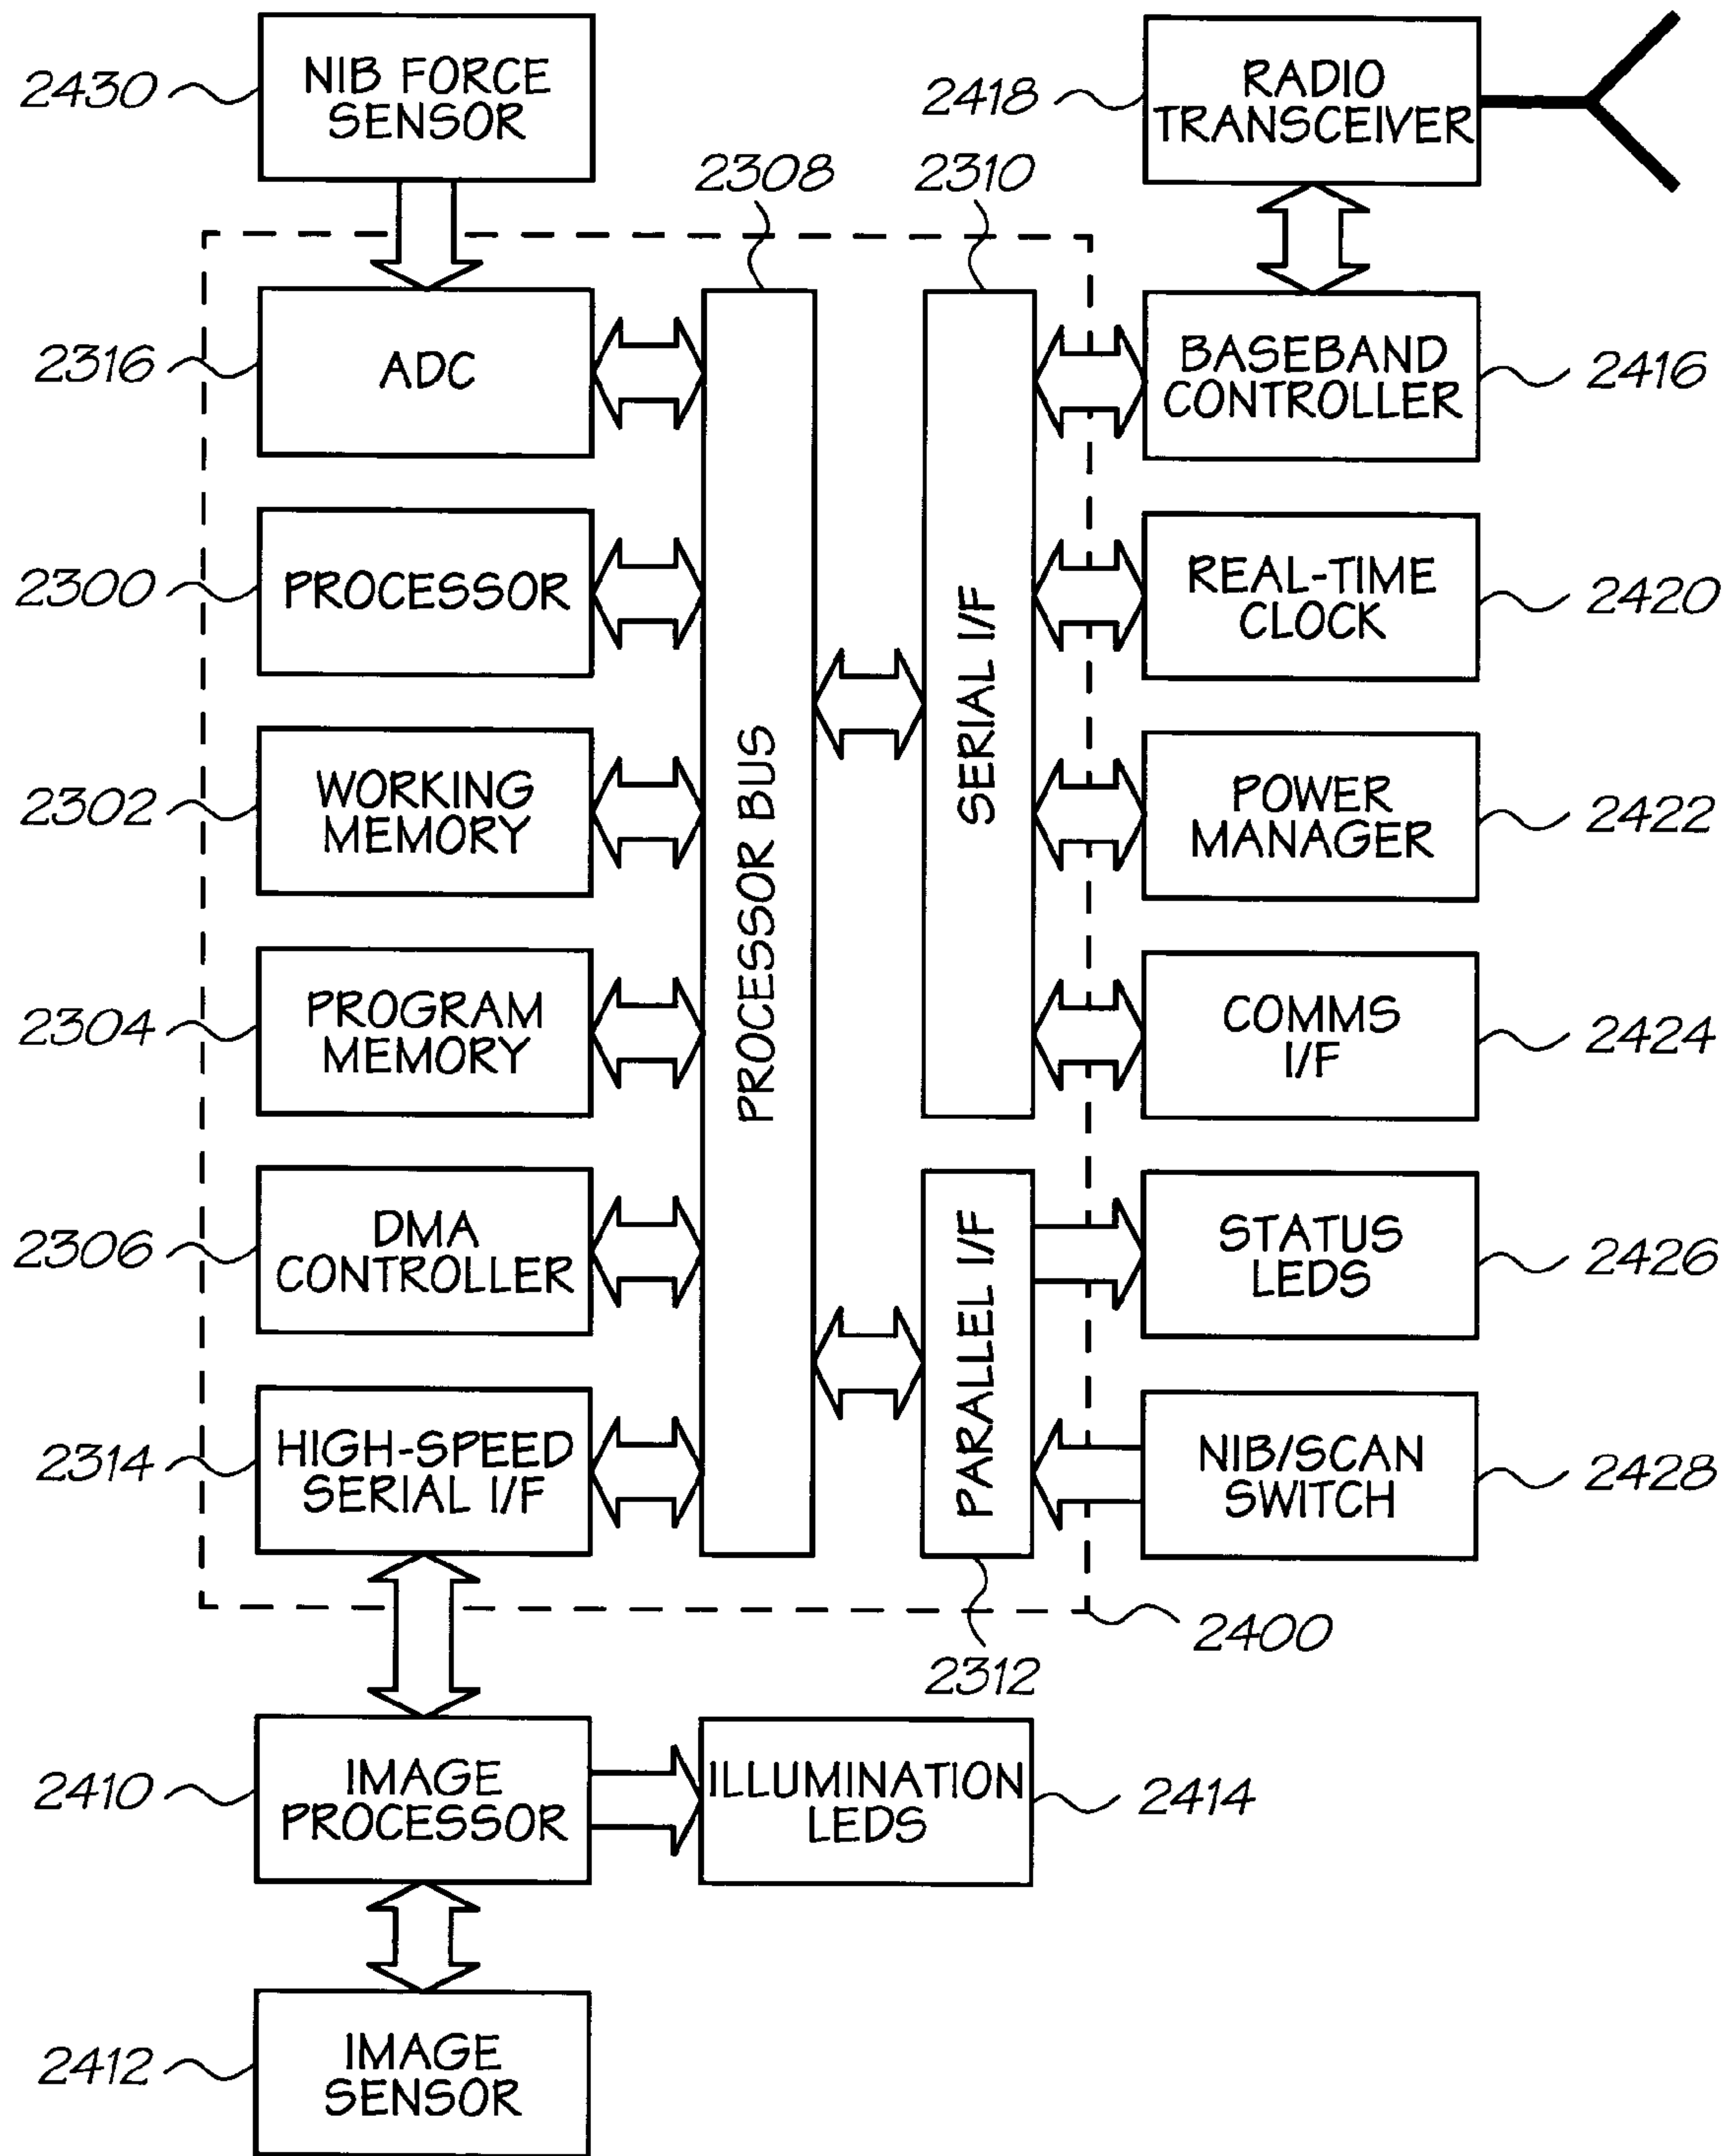 2430
NIB FORCE
SENSOR
2418
RADIO
TRANSCEIVER
2308
2310
2316
ADC
BASEBAND
CONTROLLER
2416
2300
PROCESSOR
REAL-TIME
CLOCK
2420
2302
WORKING
MEMORY
PROCESSOR BUS
SERIAL I/F
POWER
MANAGER
2422
2304
PROGRAM
MEMORY
COMMS
I/F
2424
2306
DMA
CONTROLLER
PARALLEL I/F
STATUS
LEDS
2426
2314
HIGH-SPEED
SERIAL I/F
NIB/SCAN
SWITCH
2428
2400
2312
2410
IMAGE
PROCESSOR
ILLUMINATION
LEDS
2414
2412
IMAGE
SENSOR